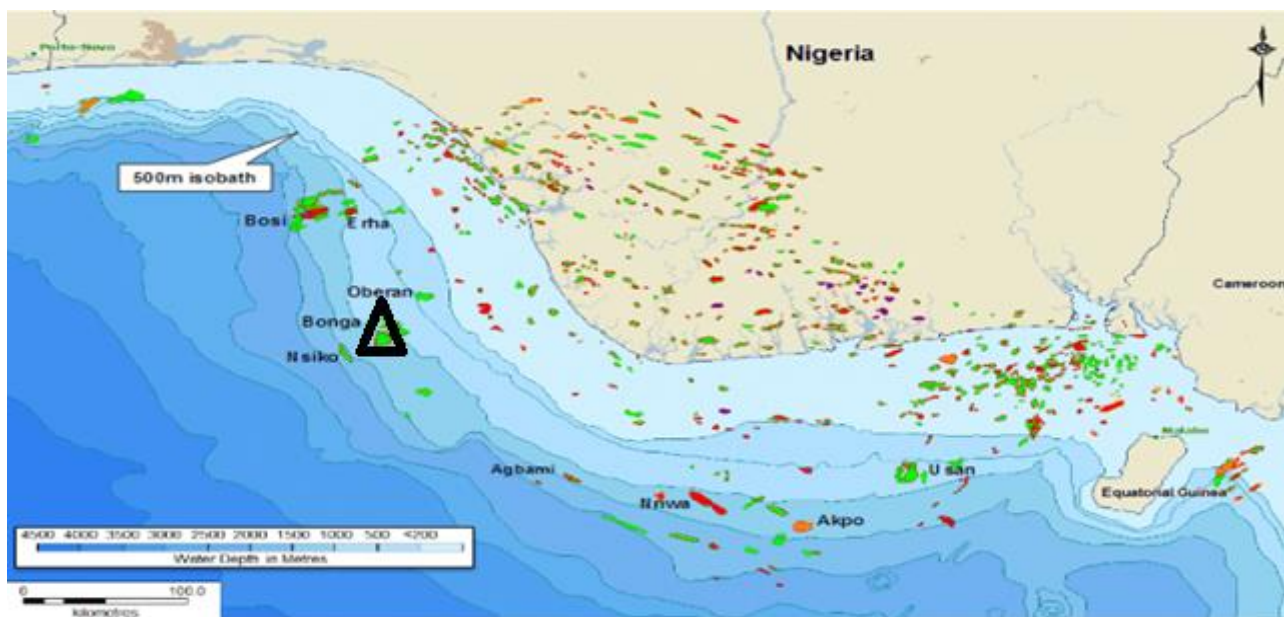 Porto-Novo
Nigeria
500m isobath
Bosi
Erha
Oberan
Bonga
Nsiko
Cameroon
Malabo
Agbami
Usan
Equatorial Guinea
Nnwa
Akpo
4500 4000 3000 2500 2000 1500 1000 500 <200
Water Depth in Metres
0 100.0
kilometres